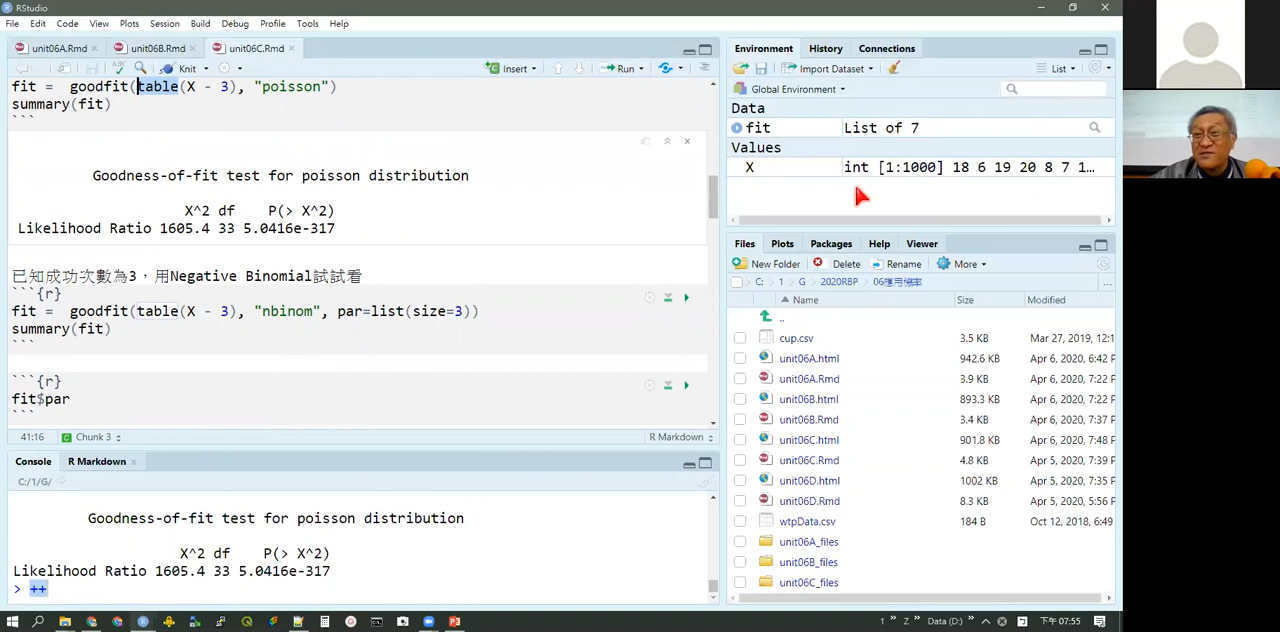 RStudio
File Edit Code View Plots Session Build Debug Profile Tools Help
unit06A.Rmd unit06B.Rmd unit06C.Rmd
ABC Knit Insert Run
fit = goodfit(table(X - 3), "poisson")
summary(fit)
```
Goodness-of-fit test for poisson distribution
X^2 df P(> X^2)
Likelihood Ratio 1605.4 33 5.0416e-317
已知成功次數為3，用Negative Binomial試試看
```{r}
fit = goodfit(table(X - 3), "nbinom", par=list(size=3))
summary(fit)
```
```{r}
fit$par
```
41:16 Chunk 3 R Markdown
Console R Markdown
C:/1/G/
Goodness-of-fit test for poisson distribution
X^2 df P(> X^2)
Likelihood Ratio 1605.4 33 5.0416e-317
> ++
Environment History Connections
Import Dataset List
Global Environment
Data
fit List of 7
Values
X int [1:1000] 18 6 19 20 8 7 1…
Files Plots Packages Help Viewer
New Folder Delete Rename More
C: 1 G 2020RBP 06應用機率
Name Size Modified
..
cup.csv 3.5 KB Mar 27, 2019, 12:1
unit06A.html 942.6 KB Apr 6, 2020, 6:42 P
unit06A.Rmd 3.9 KB Apr 6, 2020, 7:22 P
unit06B.html 893.3 KB Apr 6, 2020, 7:22 P
unit06B.Rmd 3.4 KB Apr 6, 2020, 7:37 P
unit06C.html 901.8 KB Apr 6, 2020, 7:48 P
unit06C.Rmd 4.8 KB Apr 5, 2020, 7:39 P
unit06D.html 1002 KB Apr 5, 2020, 7:35 P
unit06D.Rmd 8.3 KB Apr 5, 2020, 5:56 P
wtpData.csv 184 B Oct 12, 2018, 6:49
unit06A_files
unit06B_files
unit06C_files
1 » Z » Data (D:) » 下午 07:55